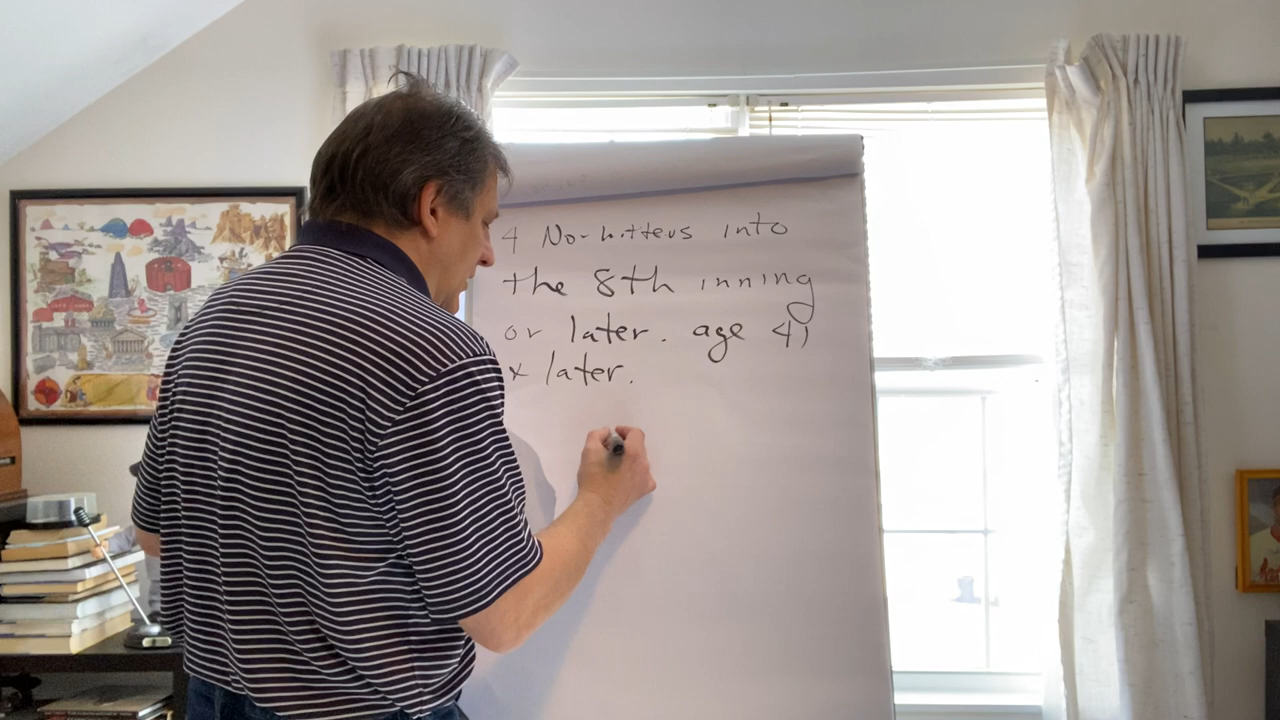 4 No-hitters into
the 8th inning
or later. age 41
x later.